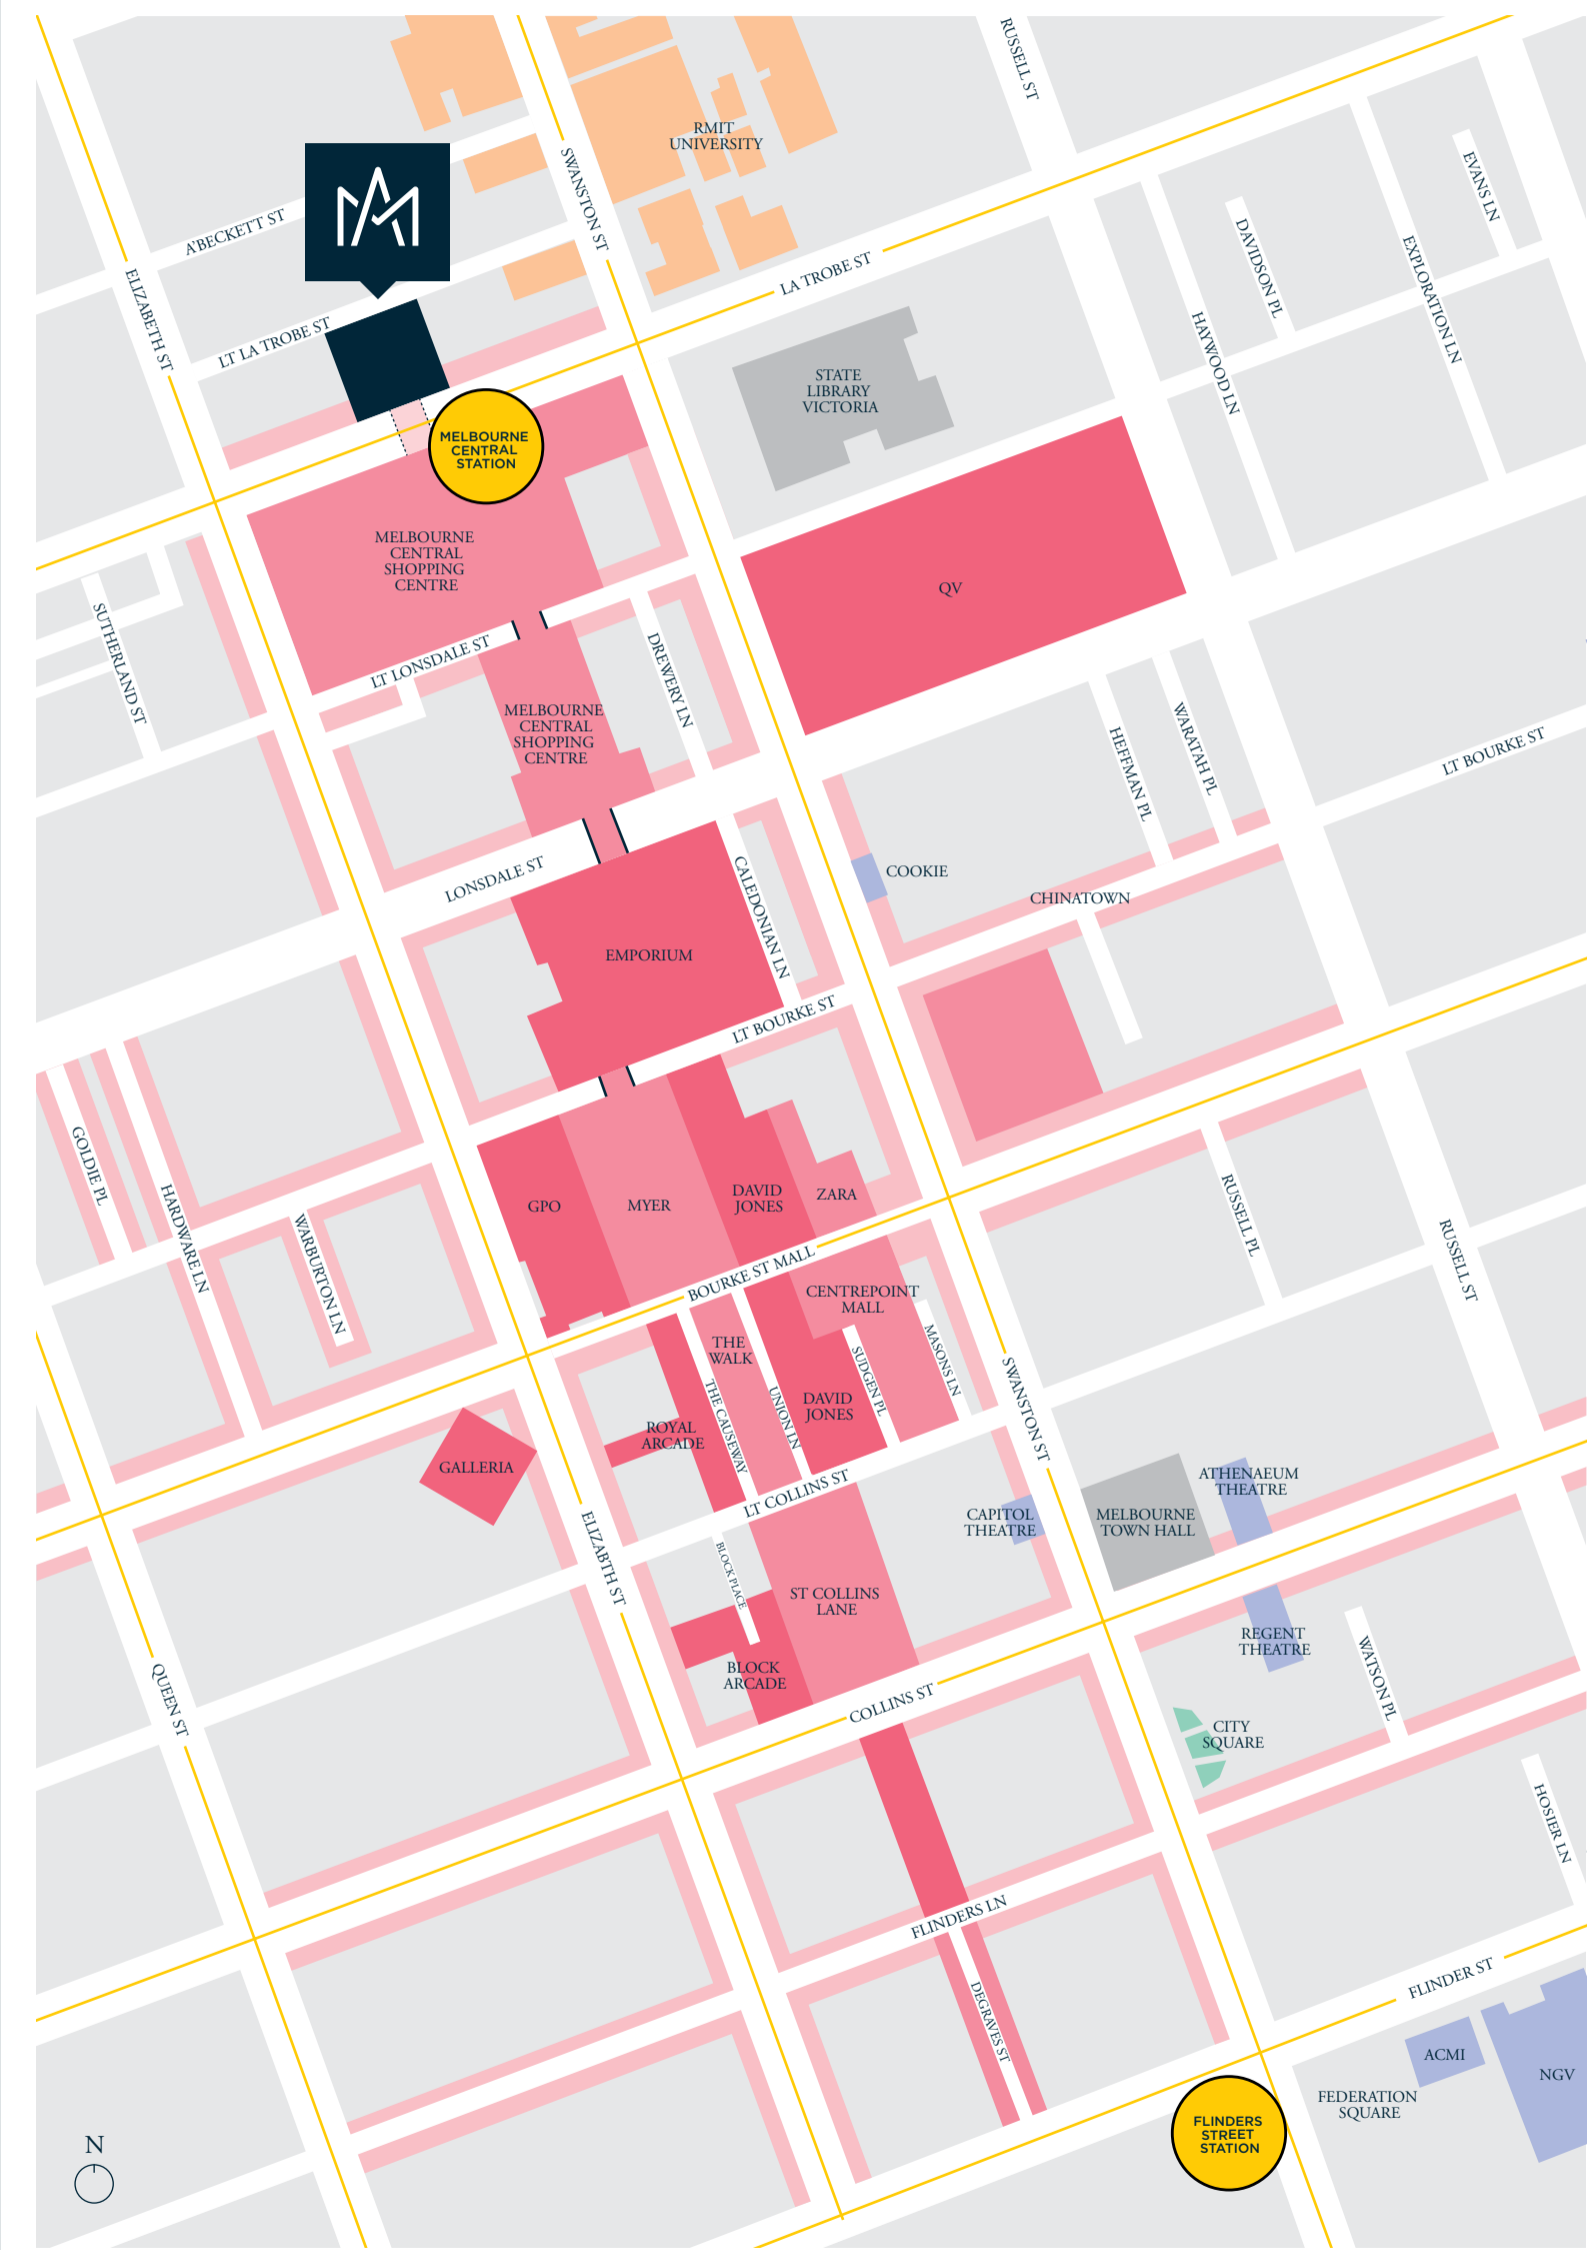 RUSSELL ST
RMIT
UNIVERSITY
SWANSTON ST
EVANS LN
A'BECKETT ST
DAVIDSON PL
EXPLORATION LN
LA TROBE ST
ELIZABETH ST
LT LA TROBE ST
HAYWOOD LN
STATE
LIBRARY
VICTORIA
MELBOURNE
CENTRAL
STATION
MELBOURNE
CENTRAL
SHOPPING
CENTRE
QV
SUTHERLAND ST
LT LONSDALE ST
DREWERY LN
MELBOURNE
CENTRAL
SHOPPING
CENTRE
HEFFMAN PL
WARATAH PL
LT BOURKE ST
LONSDALE ST
CALEDONIAN LN
COOKIE
CHINATOWN
EMPORIUM
LT BOURKE ST
GOLDIE PL
HARDWARE LN
WARBURTON LN
GPO
MYER
DAVID
JONES
ZARA
RUSSELL PL
RUSSELL ST
BOURKE ST MALL
CENTREPOINT
MALL
THE
WALK
MASONS LN
SUDGEN PL
THE CAUSEWAY
UNION LN
DAVID
JONES
SWANSTON ST
ROYAL
ARCADE
GALLERIA
LT COLLINS ST
ATHENAEUM
THEATRE
CAPITOL
THEATRE
MELBOURNE
TOWN HALL
ELIZABTH ST
BLOCK PLACE
ST COLLINS
LANE
REGENT
THEATRE
WATSON PL
BLOCK
ARCADE
QUEEN ST
COLLINS ST
CITY
SQUARE
HOSIER LN
FLINDERS LN
DEGRAVES ST
FLINDER ST
ACMI
NGV
FEDERATION
SQUARE
FLINDERS
STREET
STATION
N